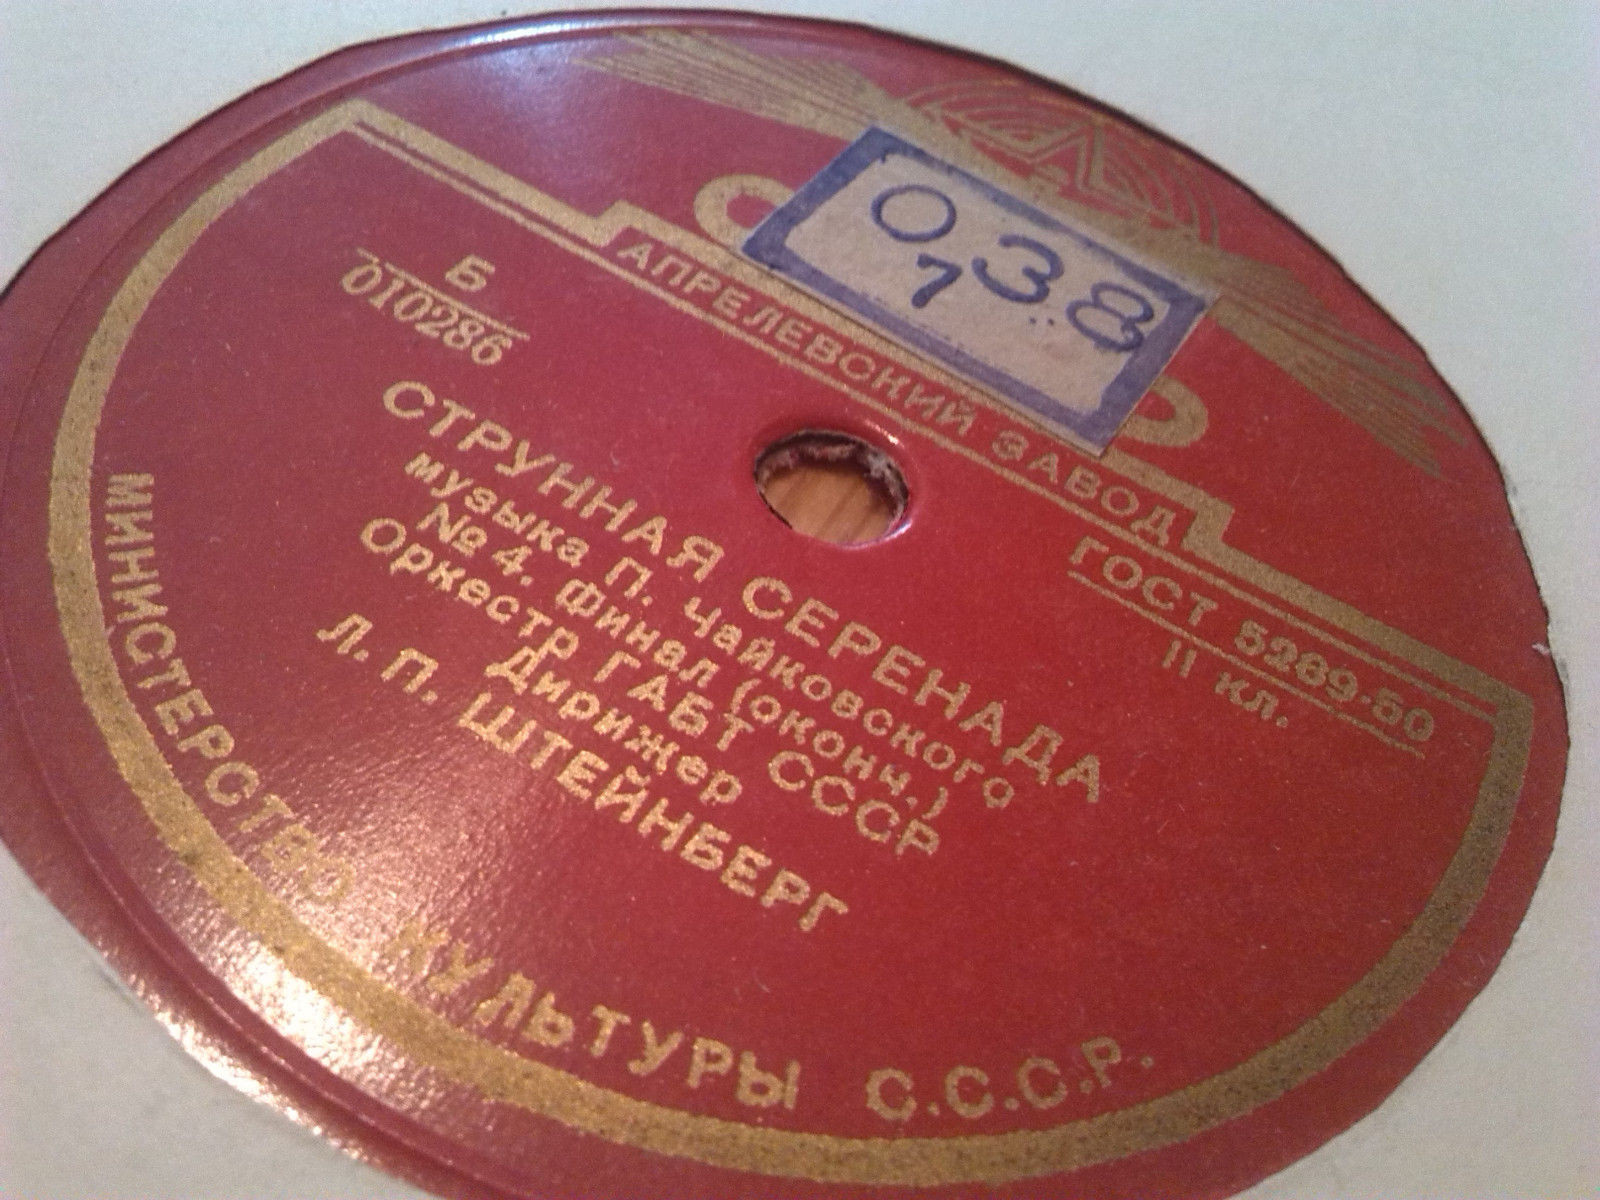 0,38
7
АПРЕЛЕВСКИЙ ЗАВОД
Б
010286
ГОСТ 5289-50
II КЛ.
СТРУННАЯ СЕРЕНАДА
музыка П. Чайковского
№ 4. Финал (оконч.)
Оркестр ГАБТ СССР
Дирижер
Л. П. ШТЕЙНБЕРГ
МИНИСТЕРСТВО КУЛЬТУРЫ С.С.С.Р.